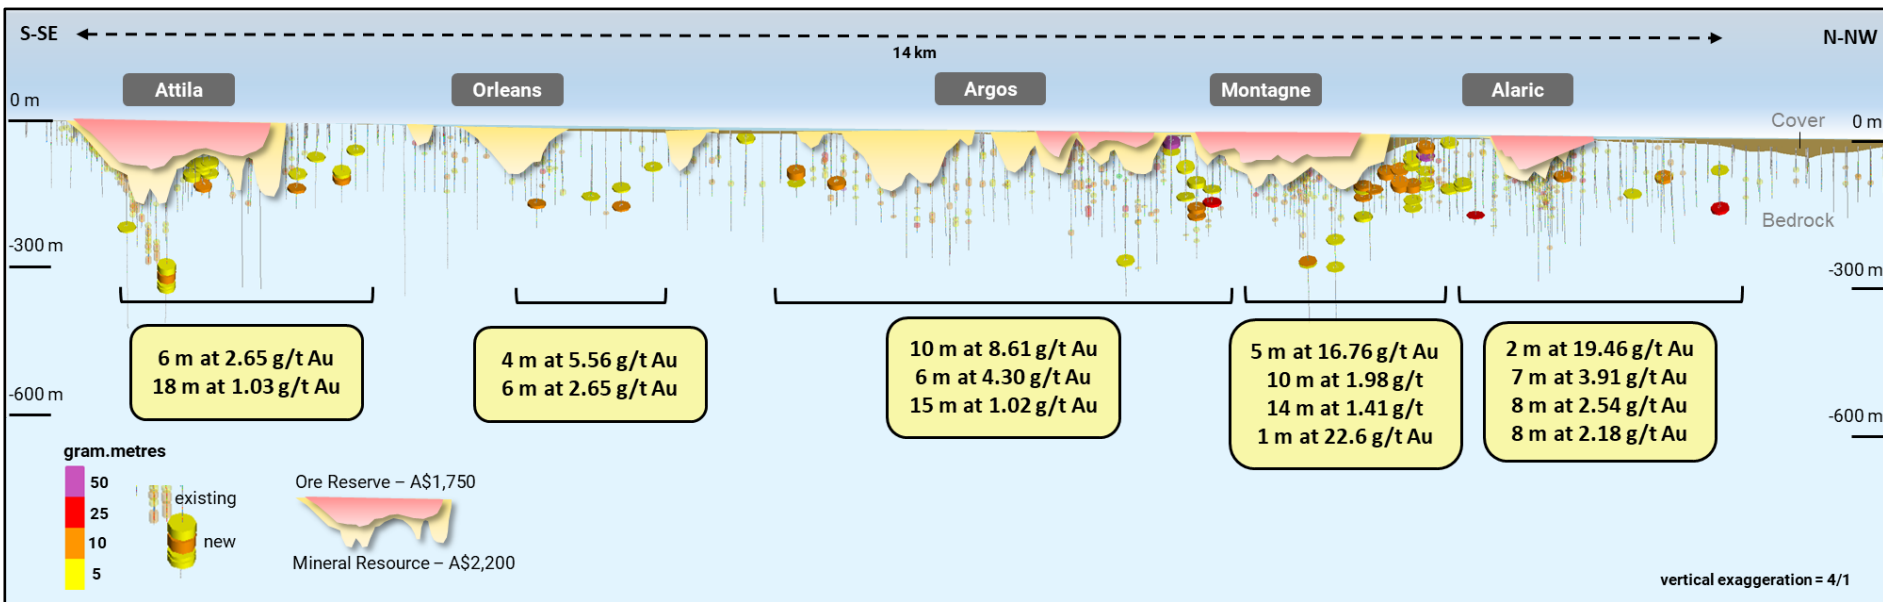 S-SE
14 km
N-NW
Attila
Orleans
Argos
Montagne
Alaric
0 m
Cover
0 m
Bedrock
-300 m
-300 m
6 m at 2.65 g/t Au
18 m at 1.03 g/t Au
4 m at 5.56 g/t Au
6 m at 2.65 g/t Au
10 m at 8.61 g/t Au
6 m at 4.30 g/t Au
15 m at 1.02 g/t Au
5 m at 16.76 g/t Au
10 m at 1.98 g/t
14 m at 1.41 g/t
1 m at 22.6 g/t Au
2 m at 19.46 g/t Au
7 m at 3.91 g/t Au
8 m at 2.54 g/t Au
8 m at 2.18 g/t Au
-600 m
-600 m
gram.metres
50
25
10
5
existing
new
Ore Reserve – A$1,750
Mineral Resource – A$2,200
vertical exaggeration = 4/1